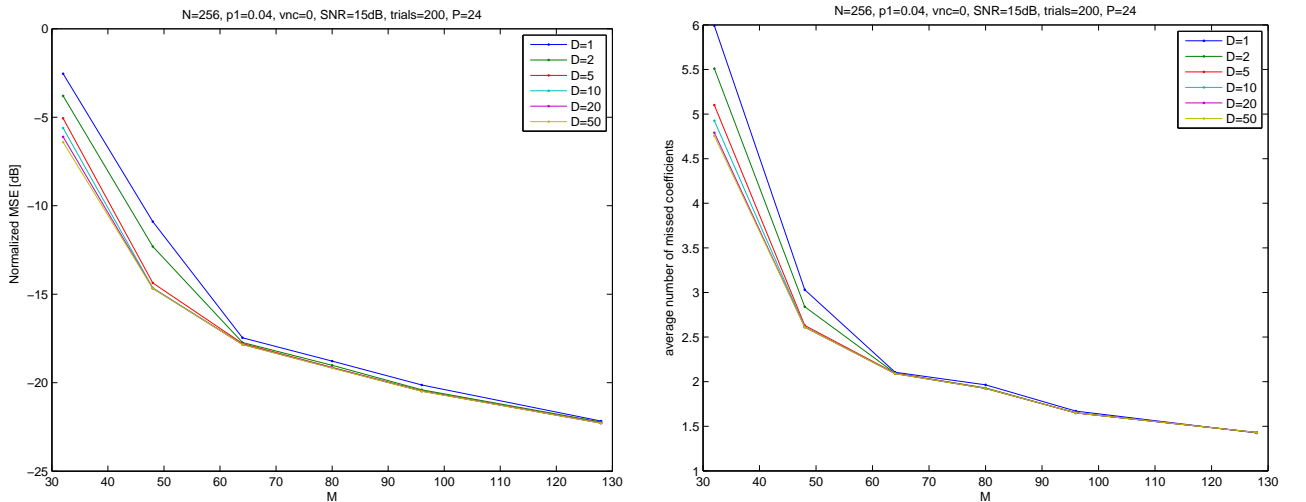 N=256, p1=0.04, vnc=0, SNR=15dB, trials=200, P=24
0
−5
−10
−15
−20
−25
Normalized MSE [dB]
30 40 50 60 70 80 90 100 110 120 130
M
D=1
D=2
D=5
D=10
D=20
D=50
N=256, p1=0.04, vnc=0, SNR=15dB, trials=200, P=24
6
5.5
5
4.5
4
3.5
3
2.5
2
1.5
1
average number of missed coefficients
30 40 50 60 70 80 90 100 110 120 130
M
D=1
D=2
D=5
D=10
D=20
D=50